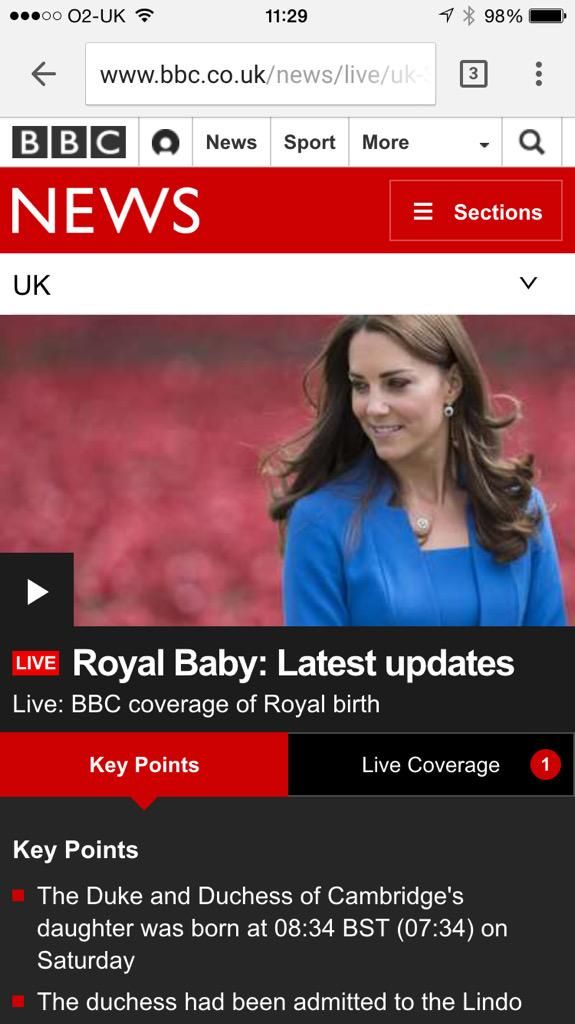 O2-UK 11:29 98%
www.bbc.co.uk/news/live/uk- 3
BBC News Sport More
NEWS Sections
UK
LIVE Royal Baby: Latest updates
Live: BBC coverage of Royal birth
Key Points Live Coverage 1
Key Points
The Duke and Duchess of Cambridge's
daughter was born at 08:34 BST (07:34) on
Saturday
The duchess had been admitted to the Lindo